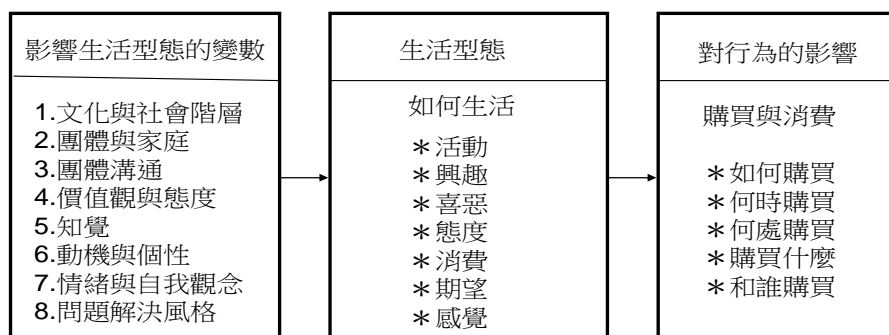 影響生活型態的變數
1.文化與社會階層
2.團體與家庭
3.團體溝通
4.價值觀與態度
5.知覺
6.動機與個性
7.情緒與自我觀念
8.問題解決風格
生活型態
如何生活
＊活動
＊興趣
＊喜惡
＊態度
＊消費
＊期望
＊感覺
對行為的影響
購買與消費
＊如何購買
＊何時購買
＊何處購買
＊購買什麼
＊和誰購買